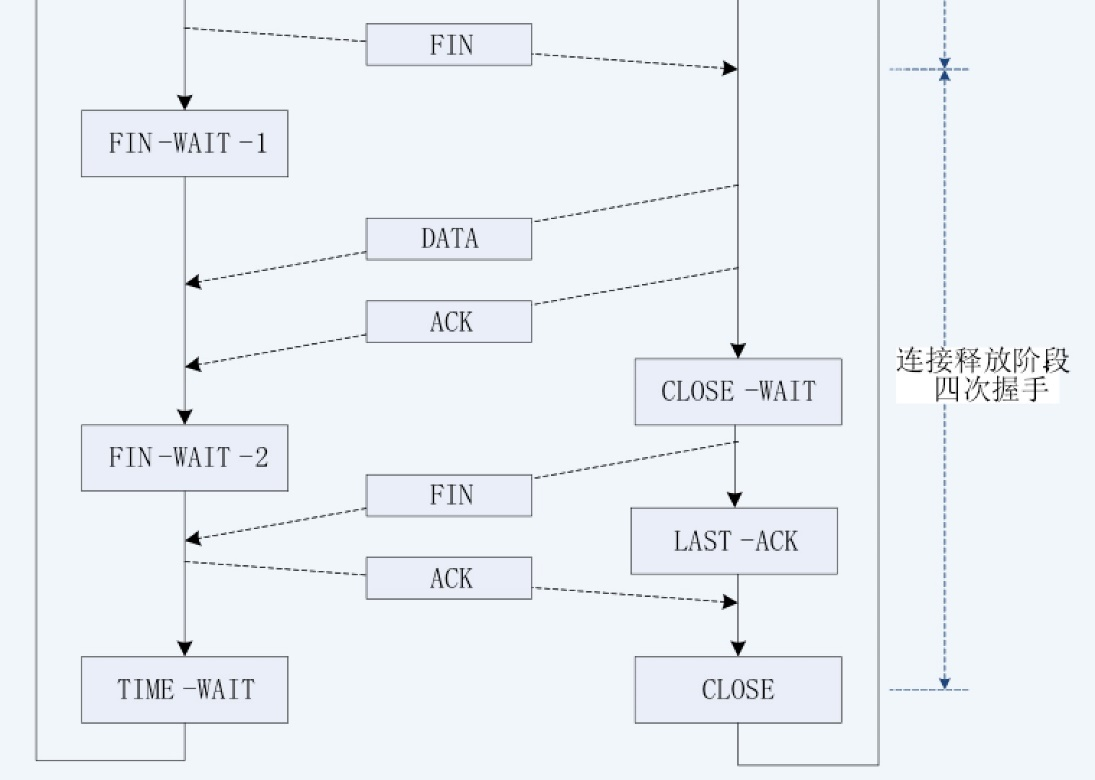 FIN
FIN-WAIT-1
DATA
ACK
连接释放阶段
四次握手
CLOSE-WAIT
FIN-WAIT-2
FIN
LAST-ACK
ACK
TIME-WAIT
CLOSE